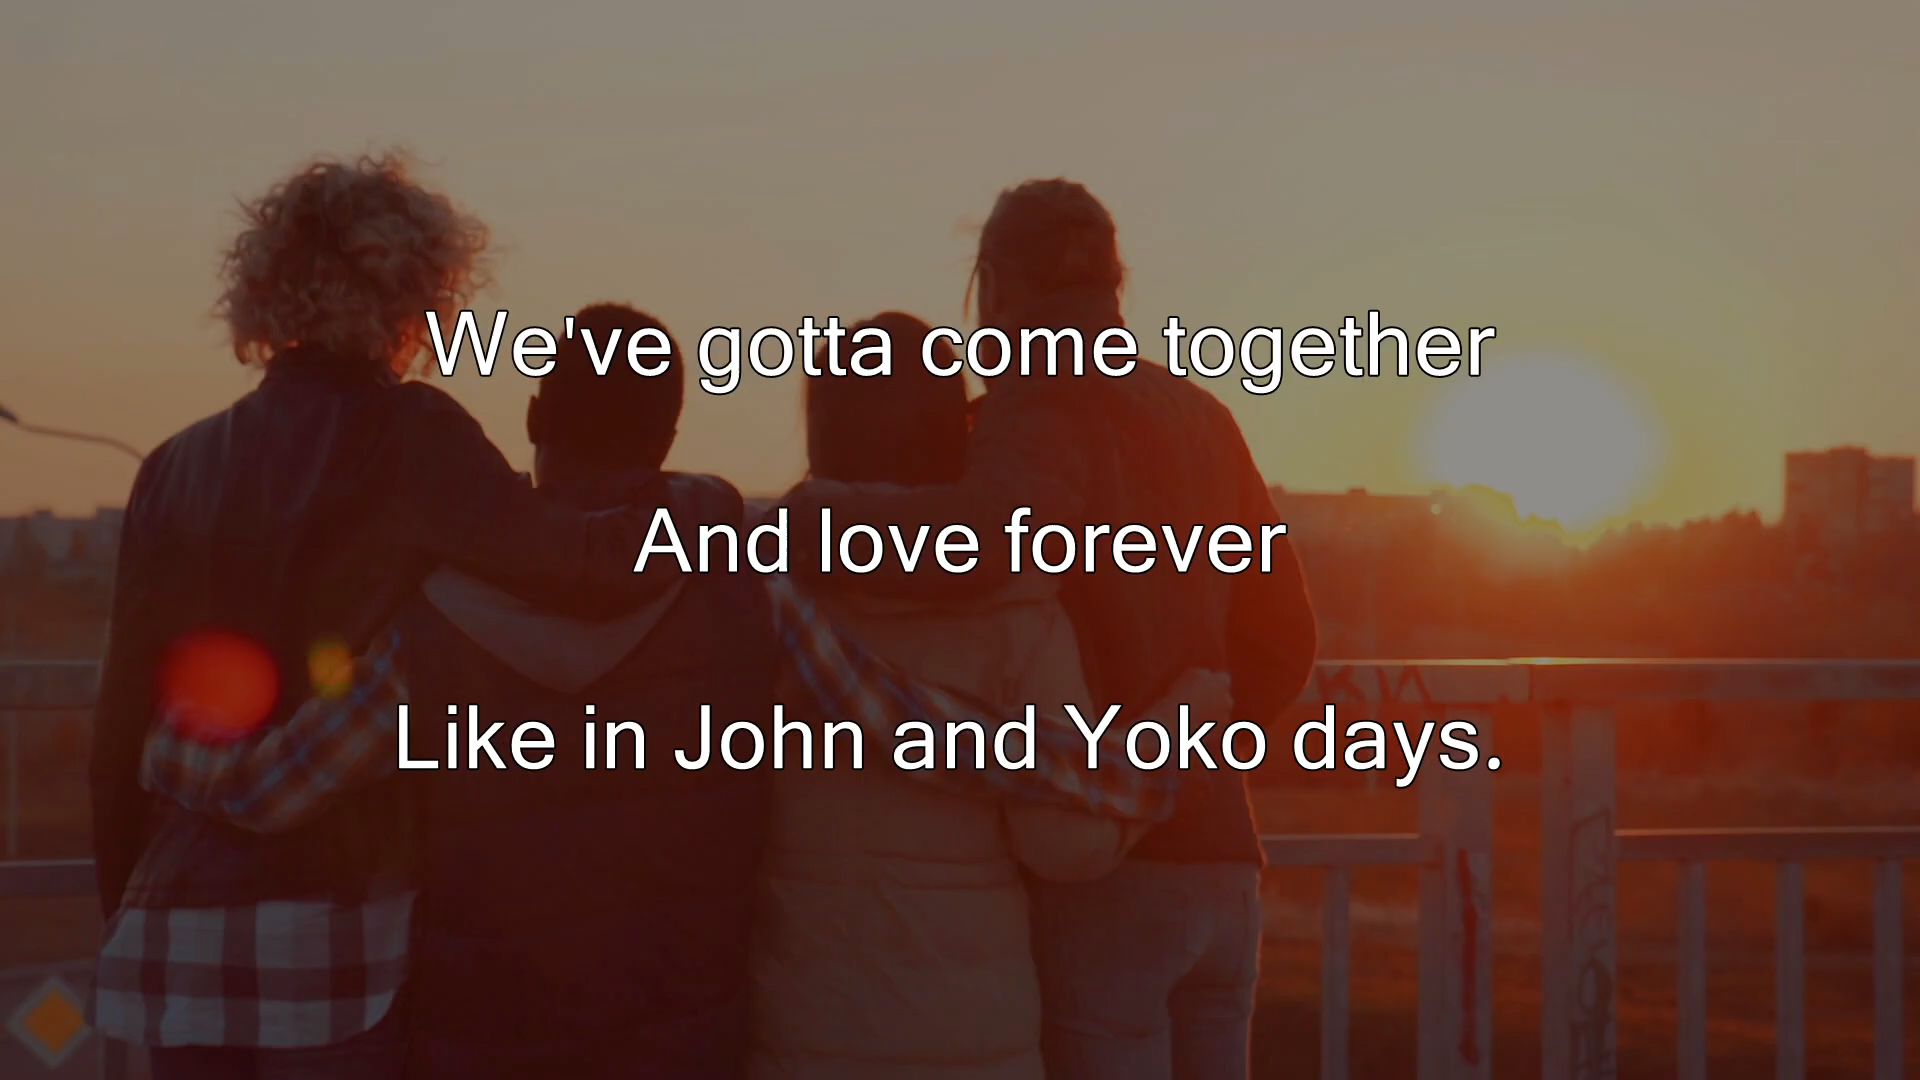 We've gotta come together
And love forever
Like in John and Yoko days.